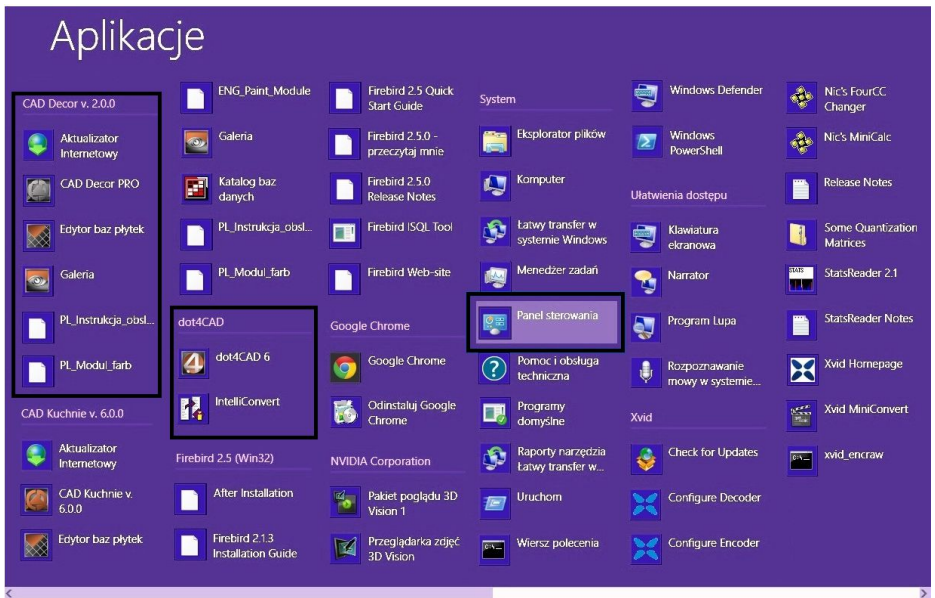 Aplikacje
CAD Decor v. 2.0.0
Aktualizator
Internetowy
CAD Decor PRO
Edytor baz płytek
Galeria
PL_Instrukcja_obsł...
PL_Modul_farb
CAD Kuchnie v. 6.0.0
Aktualizator
Internetowy
CAD Kuchnie v.
6.0.0
Edytor baz płytek
ENG_Paint_Module
Galeria
Katalog baz
danych
PL_Instrukcja_obsl...
PL_Modul_farb
dot4CAD
dot4CAD 6
IntelliConvert
Firebird 2.5 (Win32)
After Installation
Firebird 2.1.3
Installation Guide
Firebird 2.5 Quick
Start Guide
Firebird 2.5.0 -
przeczytaj mnie
Firebird 2.5.0
Release Notes
Firebird ISQL Tool
Firebird Web-site
Google Chrome
Google Chrome
Odinstaluj Google
Chrome
NVIDIA Corporation
Pakiet poglądu 3D
Vision 1
Przeglądarka zdjęć
3D Vision
System
Eksplorator plików
Komputer
Łatwy transfer w
systemie Windows
Menedżer zadań
Panel sterowania
Pomoc i obsługa
techniczna
Programy
domyślne
Raporty narzędzia
Łatwy transfer w...
Uruchom
Wiersz polecenia
Windows Defender
Windows
PowerShell
Ułatwienia dostępu
Klawiatura
ekranowa
Narrator
Program Lupa
Rozpoznawanie
mowy w systemie...
Xvid
Check for Updates
Configure Decoder
Configure Encoder
Nic's FourCC
Changer
Nic's MiniCalc
Release Notes
Some Quantization
Matrices
STATS
StatsReader 2.1
StatsReader Notes
Xvid Homepage
Xvid MiniConvert
xvid_encraw